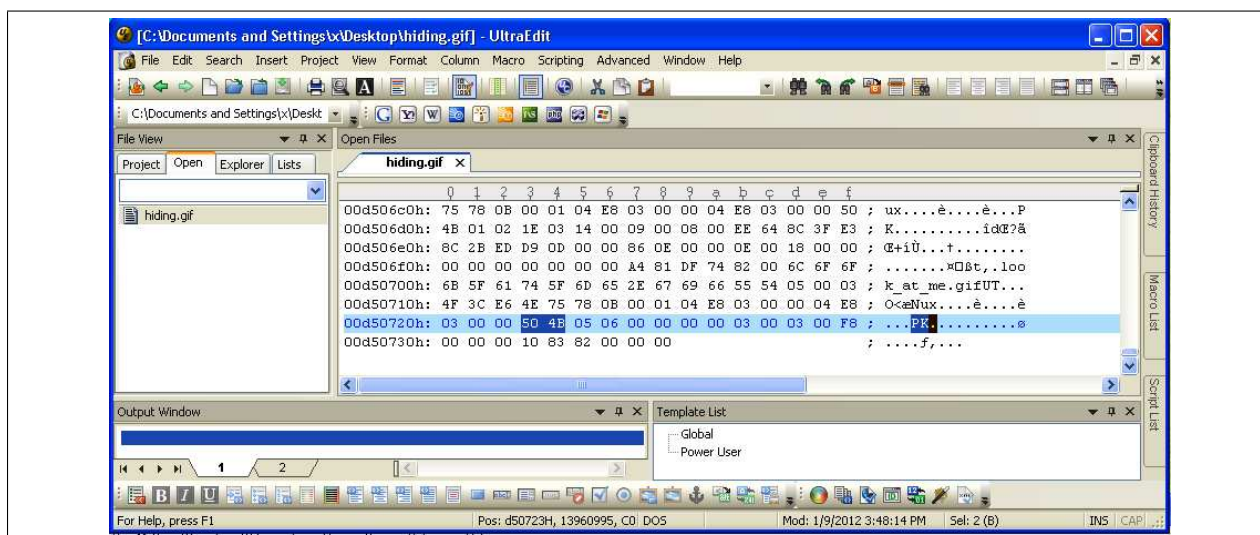 [C:\Documents and Settings\x\Desktop\hiding.gif] - UltraEdit
File Edit Search Insert Project View Format Column Macro Scripting Advanced Window Help
C:\Documents and Settings\x\Deskt
File View
Open Files
Project Open Explorer Lists
hiding.gif
hiding.gif
0 1 2 3 4 5 6 7 8 9 a b c d e f
00d506c0h: 75 78 0B 00 01 04 E8 03 00 00 04 E8 03 00 00 50 ; ux....è....è...P
00d506d0h: 4B 01 02 1E 03 14 00 09 00 08 00 EE 64 8C 3F E3 ; K..........îdŒ?ã
00d506e0h: 8C 2B ED D9 0D 00 00 86 0E 00 00 0E 00 18 00 00 ; Œ+íÙ...†........
00d506f0h: 00 00 00 00 00 00 00 A4 81 DF 74 82 00 6C 6F 6F ; .......¤□ßt‚.loo
00d50700h: 6B 5F 61 74 5F 6D 65 2E 67 69 66 55 54 05 00 03 ; k_at_me.gifUT...
00d50710h: 4F 3C E6 4E 75 78 0B 00 01 04 E8 03 00 00 04 E8 ; O<æNux....è....è
00d50720h: 03 00 00 50 4B 05 06 00 00 00 00 03 00 03 00 F8 ; ...PK..........ø
00d50730h: 00 00 00 10 83 82 00 00 00 ; ....ƒ‚...
Clipboard History
Macro List
Script List
Output Window
Template List
Global
Power User
1 2
For Help, press F1
Pos: d50723H, 13960995, C0 DOS
Mod: 1/9/2012 3:48:14 PM
Sel: 2 (B)
INS CAP